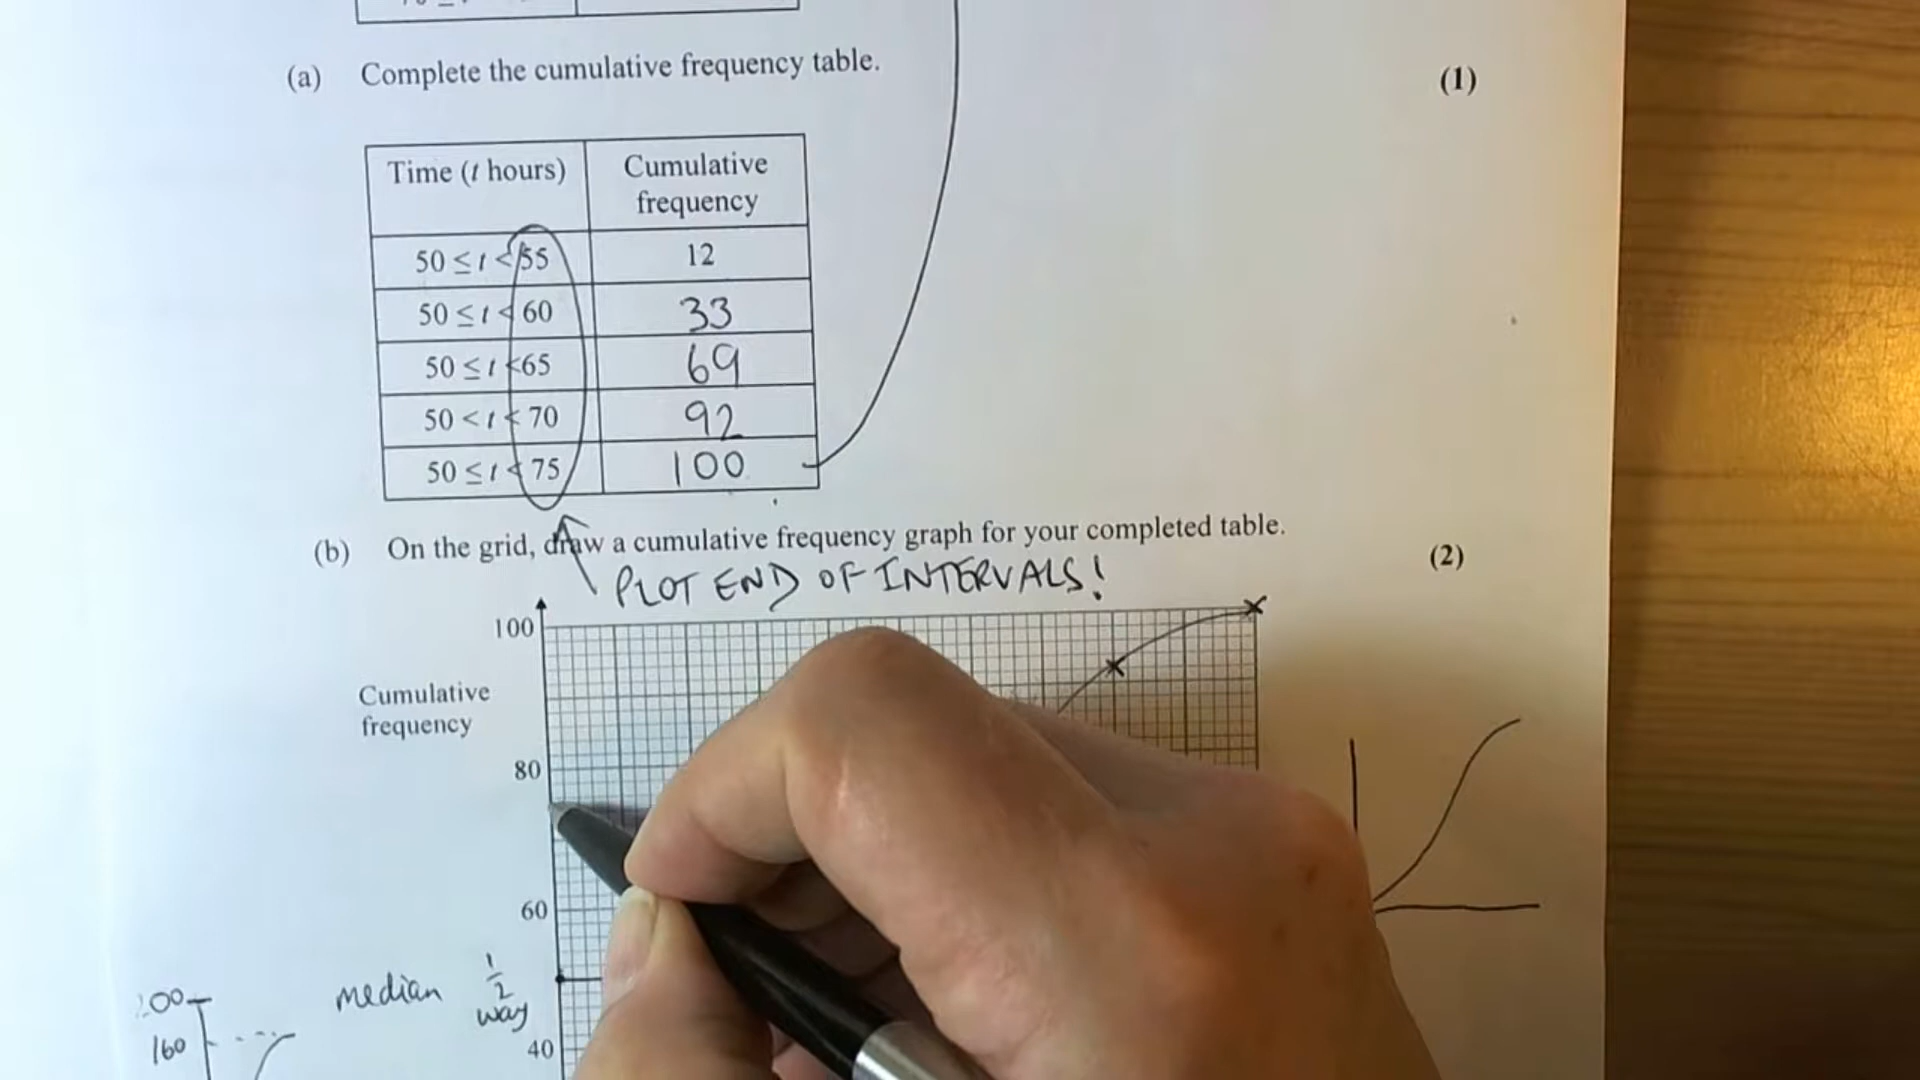 (a) Complete the cumulative frequency table.
(1)
Time (t hours) Cumulative frequency
50 ≤ t < 55 12
50 ≤ t < 60 33
50 ≤ t < 65 69
50 < t < 70 92
50 ≤ t < 75 100
(b) On the grid, draw a cumulative frequency graph for your completed table.
(2)
PLOT END OF INTERVALS!
100
Cumulative
frequency
80
60
median 1/2
way
40
160